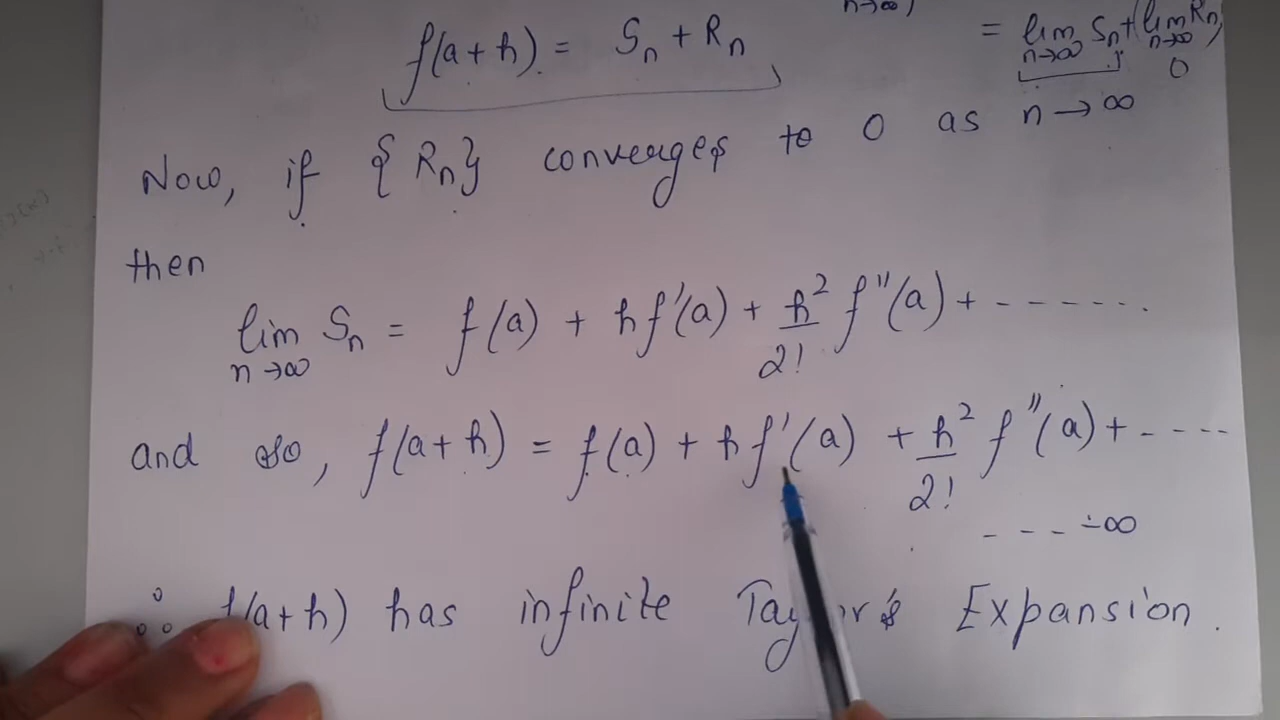 n→∞
f(a+h) = Sn + Rn
= lim n→∞ Sn + (lim n→∞ Rn)
0
Now, if {Rn} converges to 0 as n→∞
then
lim n→∞ Sn = f(a) + hf'(a) + h²/2! f''(a) + - - - - - - .
and so, f(a+h) = f(a) + hf'(a) + h²/2! f''(a) + - - - -
- - - - ∞
∴ f(a+h) has infinite Taylor's Expansion.